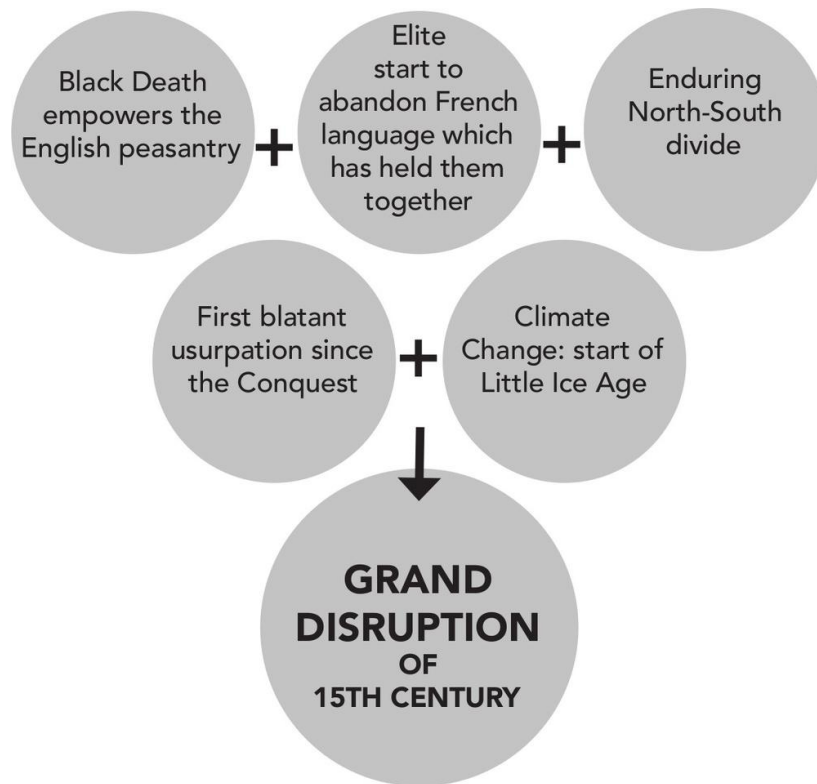 Black Death
empowers the
English peasantry
+
Elite
start to
abandon French
language which
has held them
together
+
Enduring
North-South
divide
First blatant
usurpation since
the Conquest
+
Climate
Change: start of
Little Ice Age
GRAND
DISRUPTION
OF
15TH CENTURY